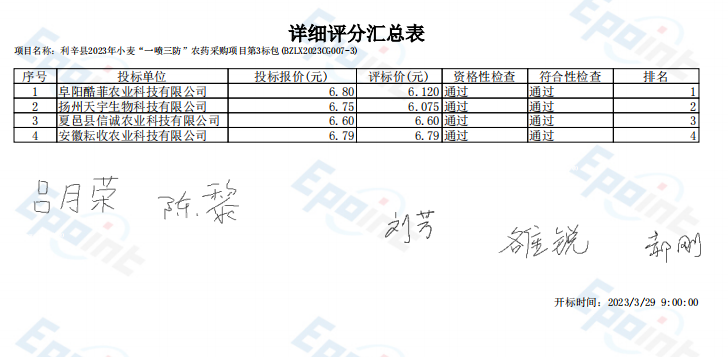 详细评分汇总表
项目名称：利辛县2023年小麦“一喷三防”农药采购项目第3标包(BZLX2023CG007-3)
序号 投标单位 投标报价(元) 评标价(元) 资格性检查 符合性检查 排名
1 阜阳酷菲农业科技有限公司 6.80 6.120 通过 通过 1
2 扬州天宇生物科技有限公司 6.75 6.075 通过 通过 2
3 夏邑县信诚农业科技有限公司 6.60 6.60 通过 通过 3
4 安徽耘收农业科技有限公司 6.79 6.79 通过 通过 4
吕月荣 陈黎
刘芳
锐 郝刚
开标时间：2023/3/29 9:00:00
Epoint